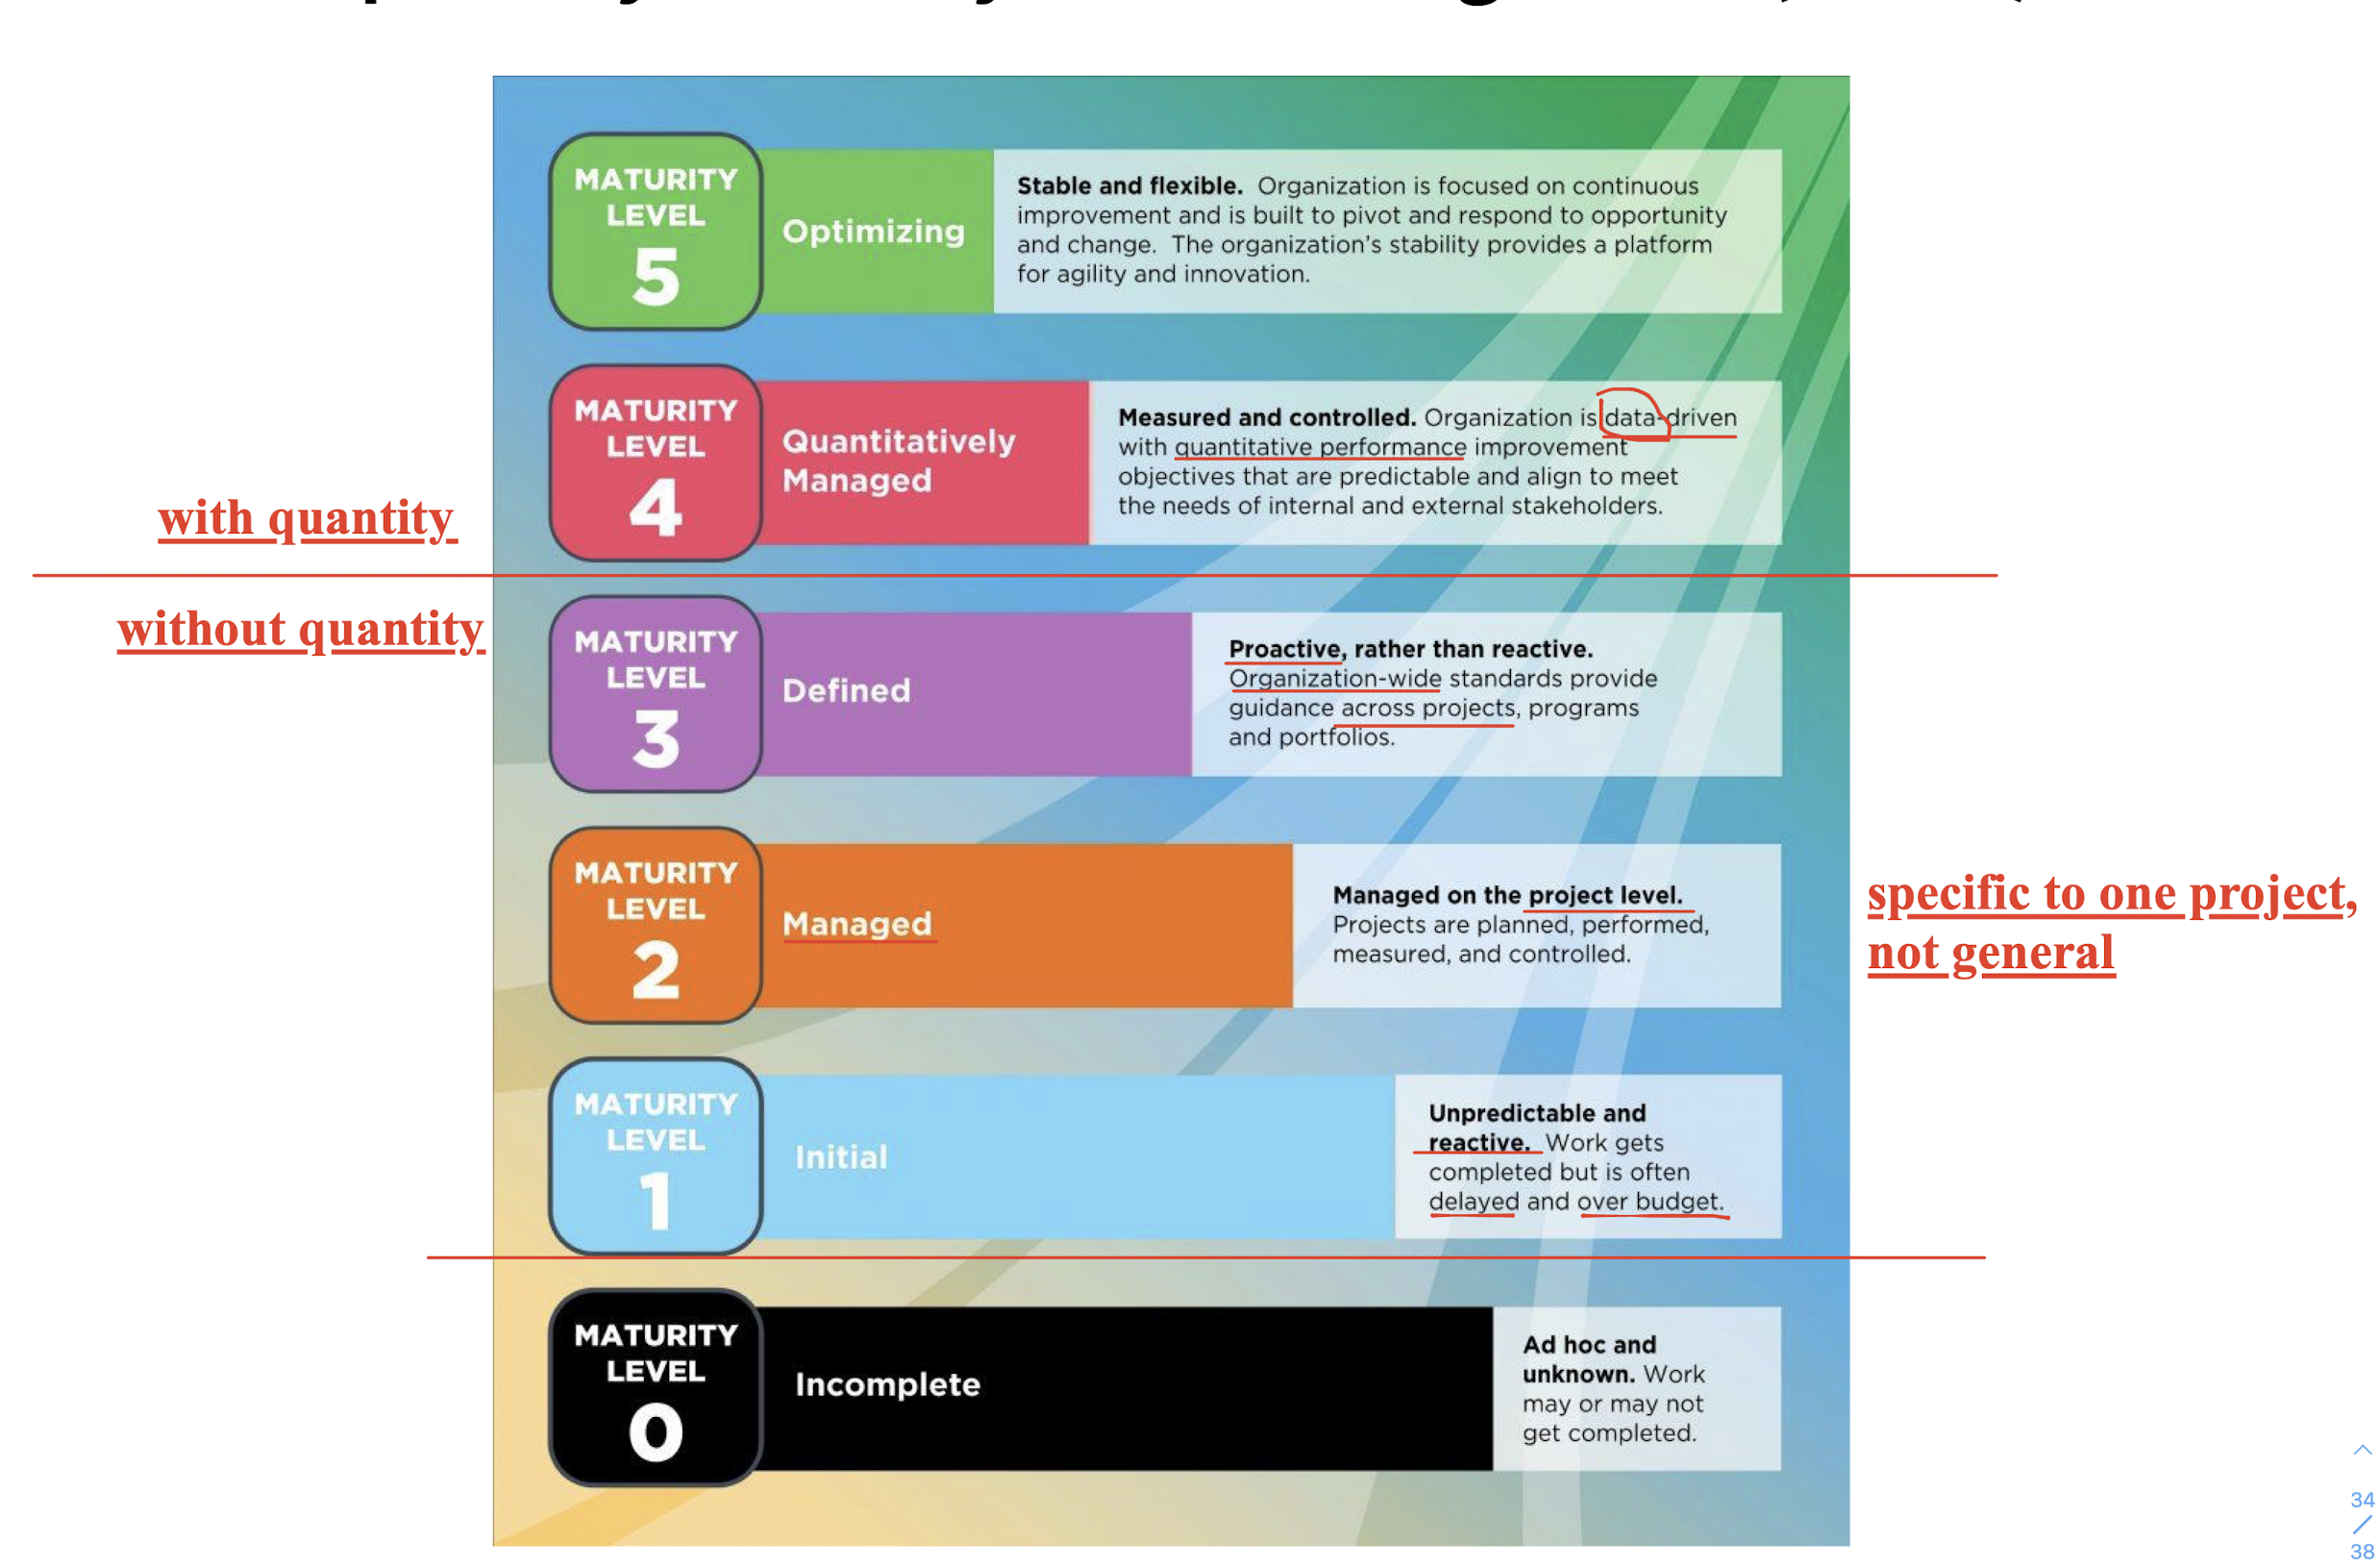 MATURITY
LEVEL
5
Optimizing
Stable and flexible. Organization is focused on continuous
improvement and is built to pivot and respond to opportunity
and change. The organization's stability provides a platform
for agility and innovation.
MATURITY
LEVEL
4
Quantitatively
Managed
Measured and controlled. Organization is data-driven
with quantitative performance improvement
objectives that are predictable and align to meet
the needs of internal and external stakeholders.
with quantity
without quantity
MATURITY
LEVEL
3
Defined
Proactive, rather than reactive.
Organization-wide standards provide
guidance across projects, programs
and portfolios.
MATURITY
LEVEL
2
Managed
Managed on the project level.
Projects are planned, performed,
measured, and controlled.
specific to one project,
not general
MATURITY
LEVEL
1
Initial
Unpredictable and
reactive. Work gets
completed but is often
delayed and over budget.
MATURITY
LEVEL
0
Incomplete
Ad hoc and
unknown. Work
may or may not
get completed.
34
/
38